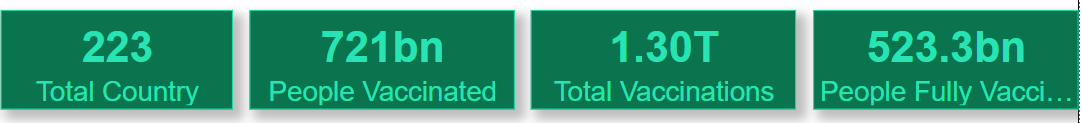 223
Total Country
721bn
People Vaccinated
1.30T
Total Vaccinations
523.3bn
People Fully Vacci…